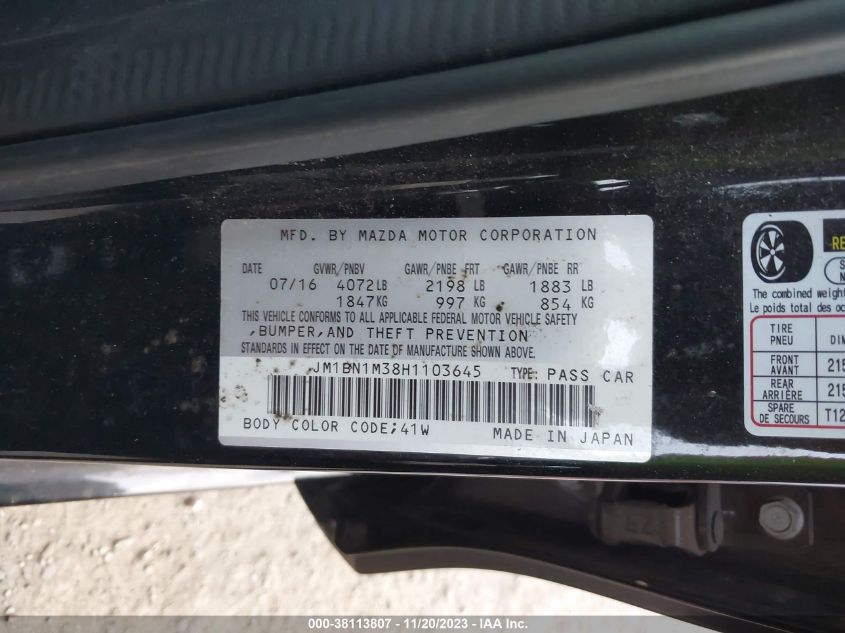 MFD. BY MAZDA MOTOR CORPORATION
DATE GVWR/PNBV GAWR/PNBE FRT GAWR/PNBE RR
07/16 4072LB 2198 LB 1883 LB
1847KG 997 KG 854 KG
THIS VEHICLE CONFORMS TO ALL APPLICABLE FEDERAL MOTOR VEHICLE SAFETY
,BUMPER,AND THEFT PREVENTION
STANDARDS IN EFFECT ON THE DATE OF MANUFACTURE SHOWN ABOVE.
JM1BN1M38H1103645 TYPE: PASS CAR
BODY COLOR CODE;41W MADE IN JAPAN
The combined weight
Le poids total des oc
TIRE
PNEU
FRONT
AVANT 215
REAR
ARRIÈRE 215
SPARE
DE SECOURS T12
000-38113807 - 11/20/2023 - IAA Inc.